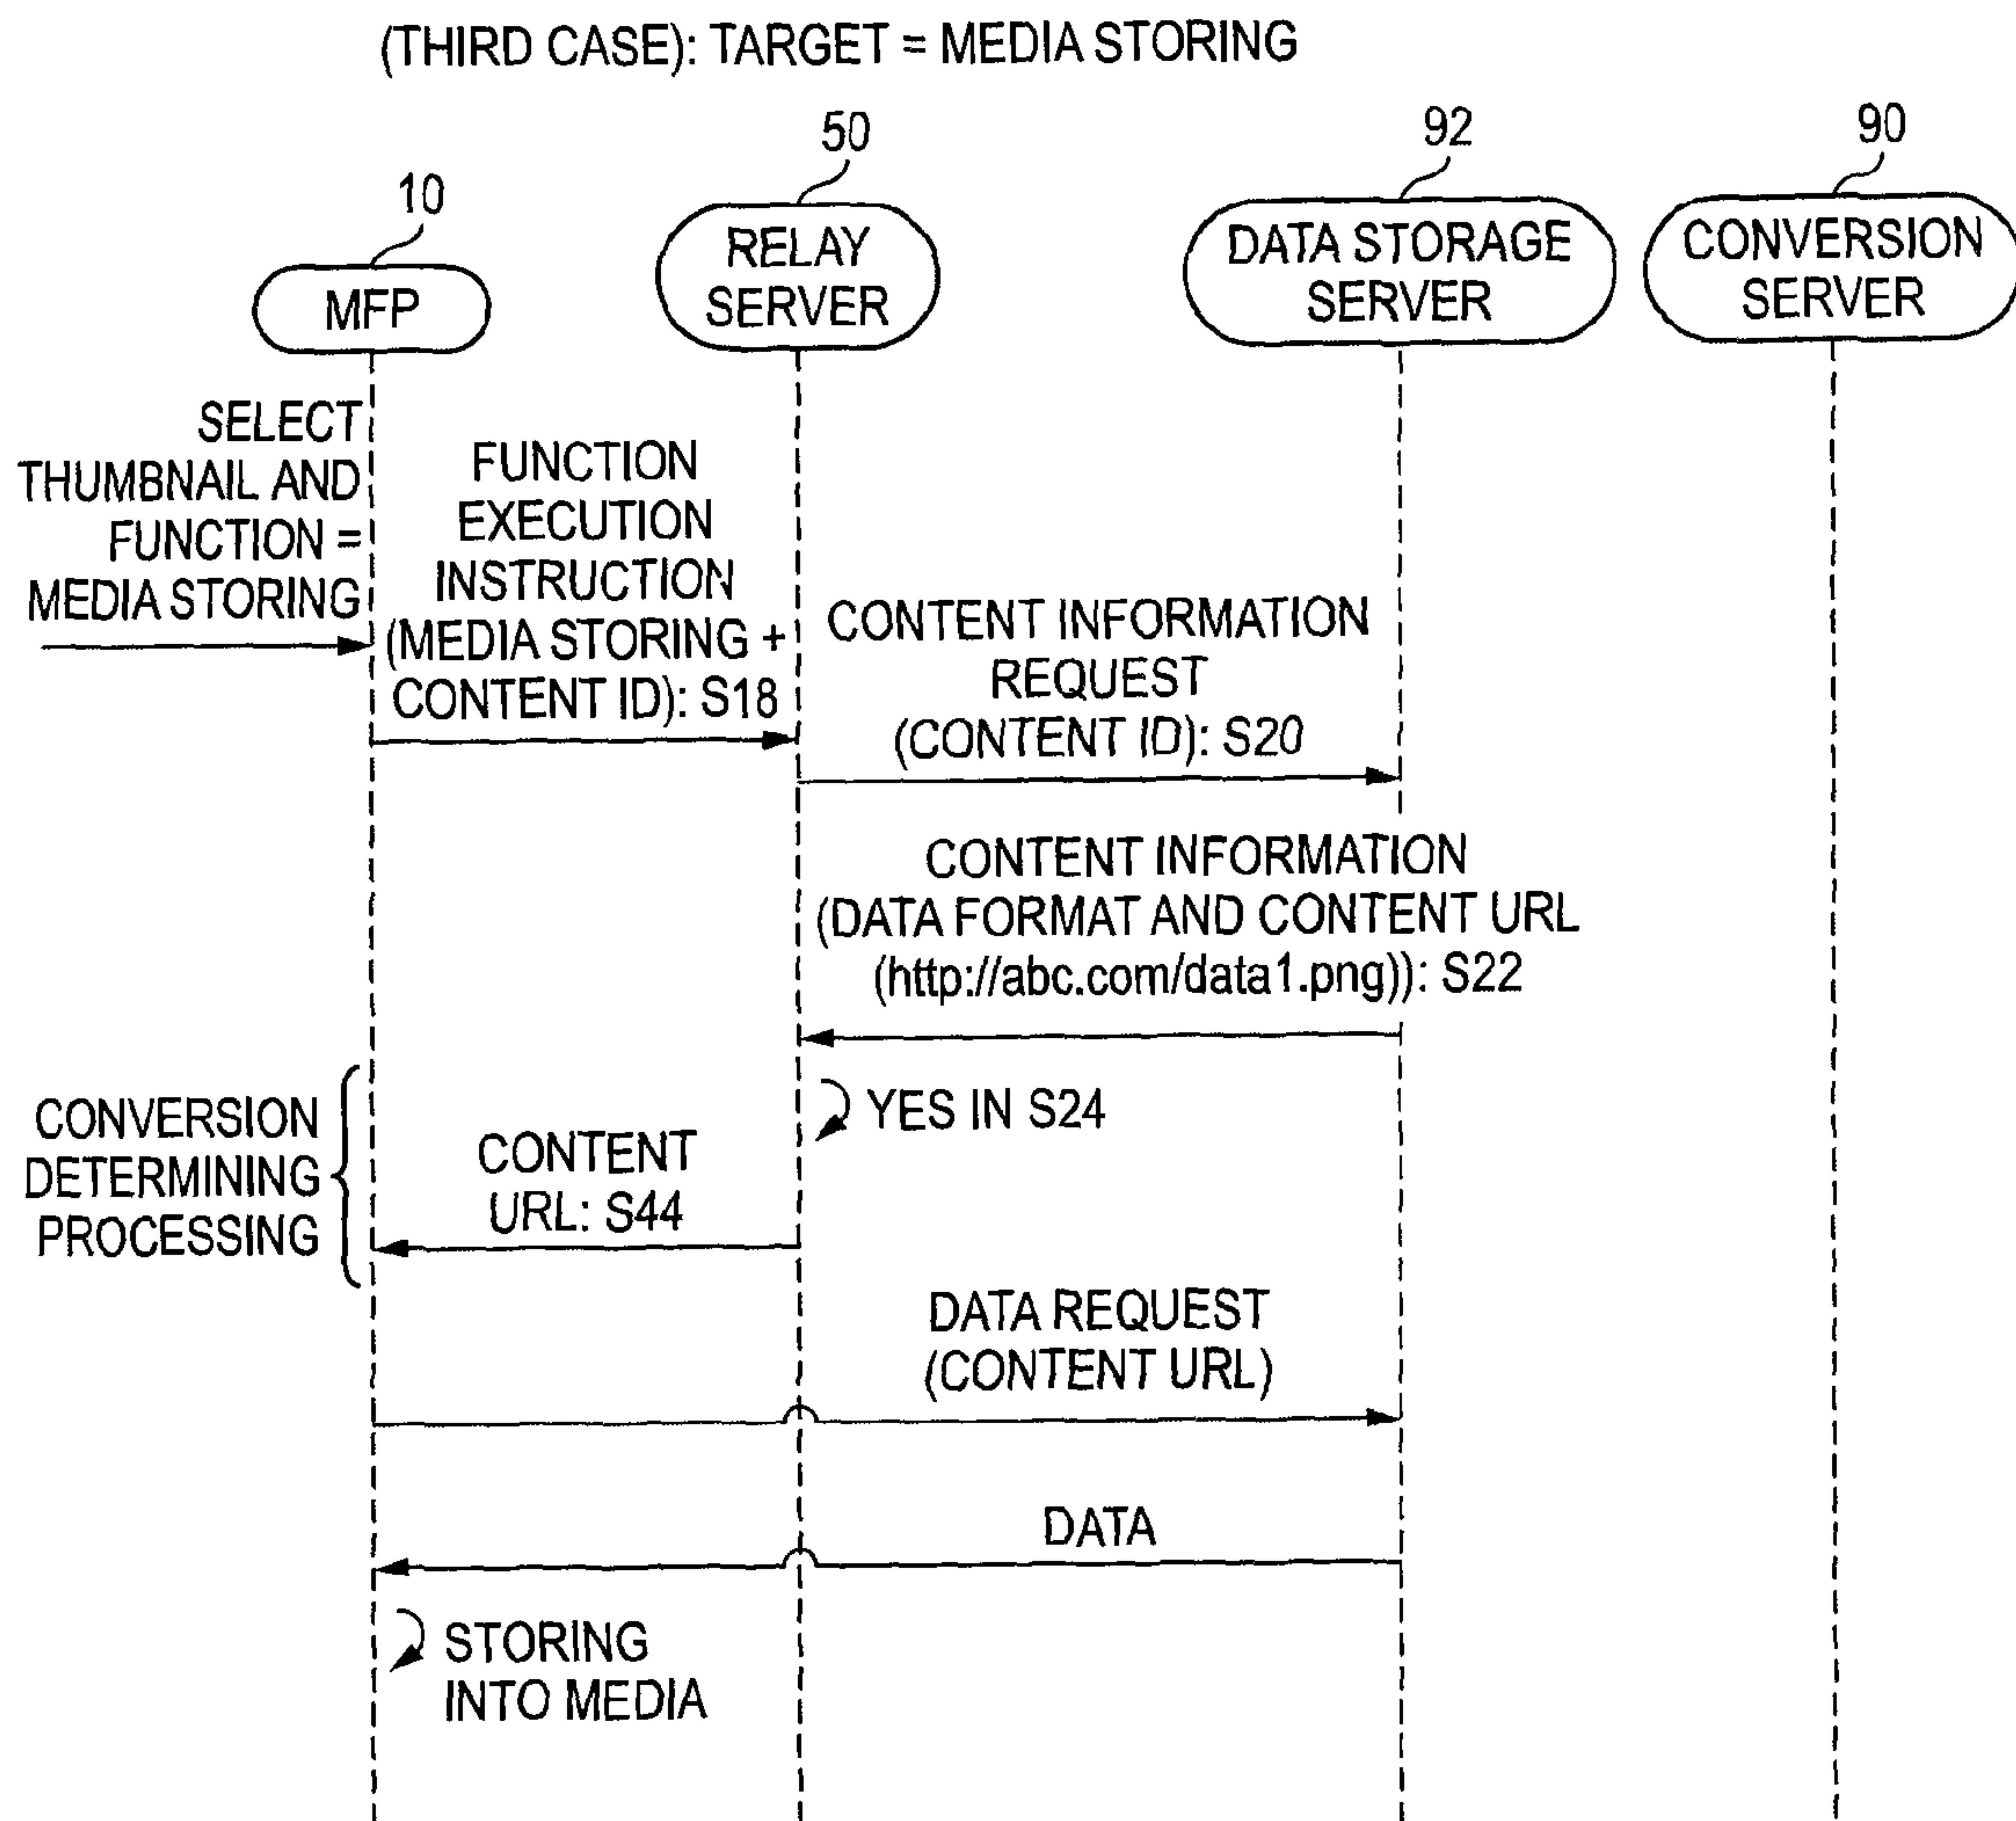 (THIRD CASE): TARGET = MEDIA STORING
10
50
92
90
MFP
RELAY
SERVER
DATA STORAGE
SERVER
CONVERSION
SERVER
SELECT
THUMBNAIL AND
FUNCTION =
MEDIA STORING
FUNCTION
EXECUTION
INSTRUCTION
(MEDIA STORING +
CONTENT ID): S18
CONTENT INFORMATION
REQUEST
(CONTENT ID): S20
CONTENT INFORMATION
(DATA FORMAT AND CONTENT URL
(http://abc.com/data1.png)): S22
YES IN S24
CONVERSION
DETERMINING
PROCESSING
CONTENT
URL: S44
DATA REQUEST
(CONTENT URL)
DATA
STORING
INTO MEDIA